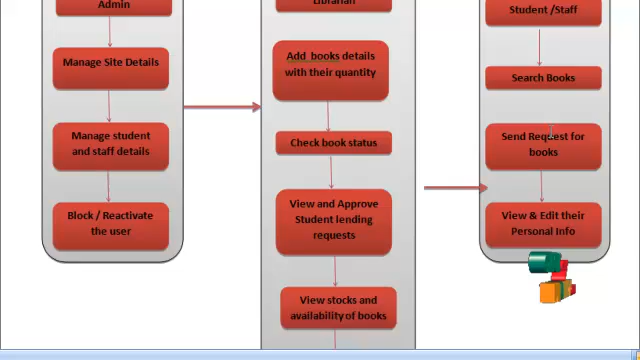 Admin
Manage Site Details
Manage student
and staff details
Block / Reactivate
the user
Librarian
Add books details
with their quantity
Check book status
View and Approve
Student lending
requests
View stocks and
availability of books
Student /Staff
Search Books
Send Request for
books
View & Edit their
Personal Info